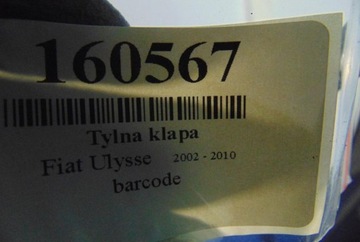 160567
Tylna klapa
Fiat Ulysse 2002 - 2010
barcode